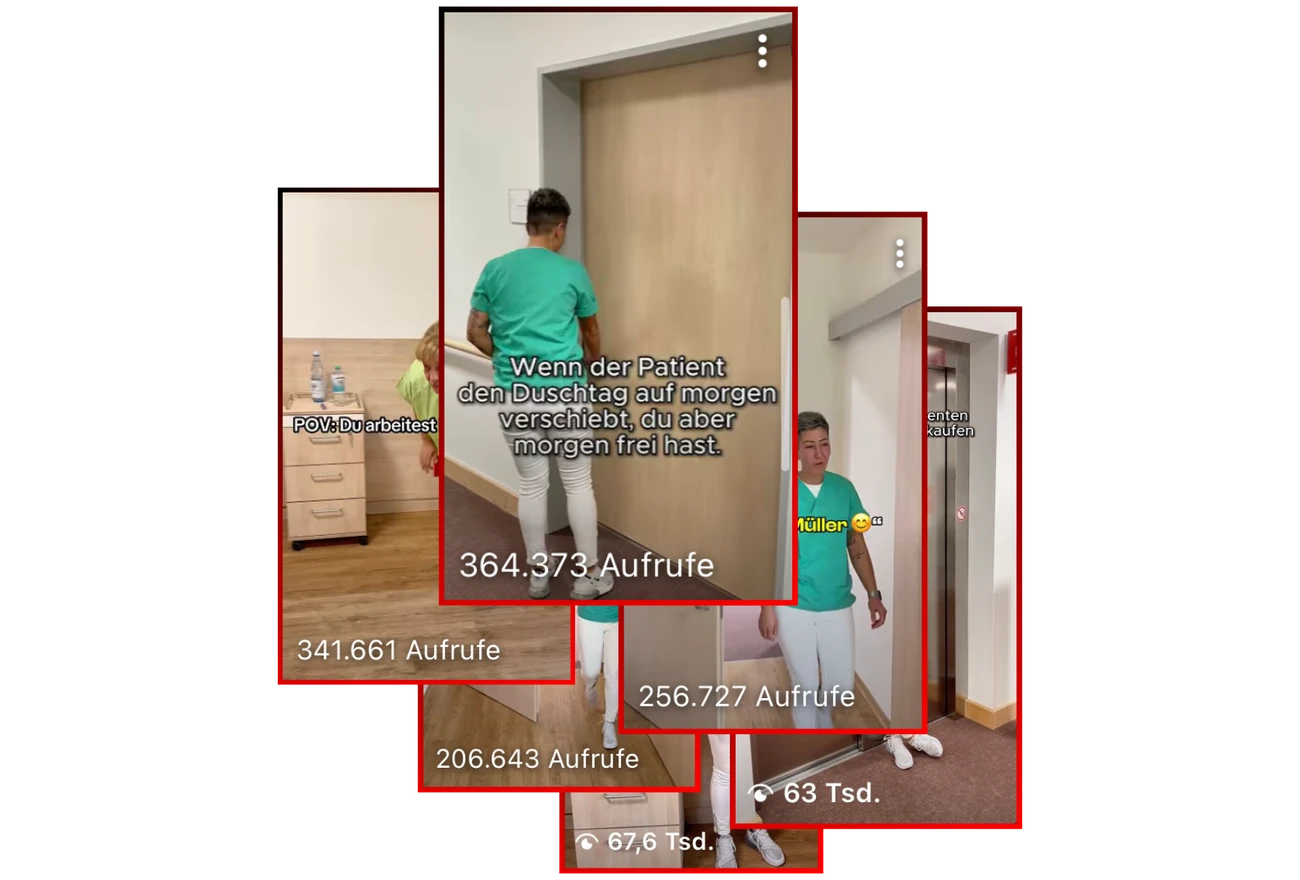 Wenn der Patient
den Duschtag auf morgen
verschiebt, du aber
morgen frei hast.
364.373 Aufrufe
POV: Du arbeitest
341.661 Aufrufe
Müller 😊“
256.727 Aufrufe
206.643 Aufrufe
enten
kaufen
63 Tsd.
67,6 Tsd.